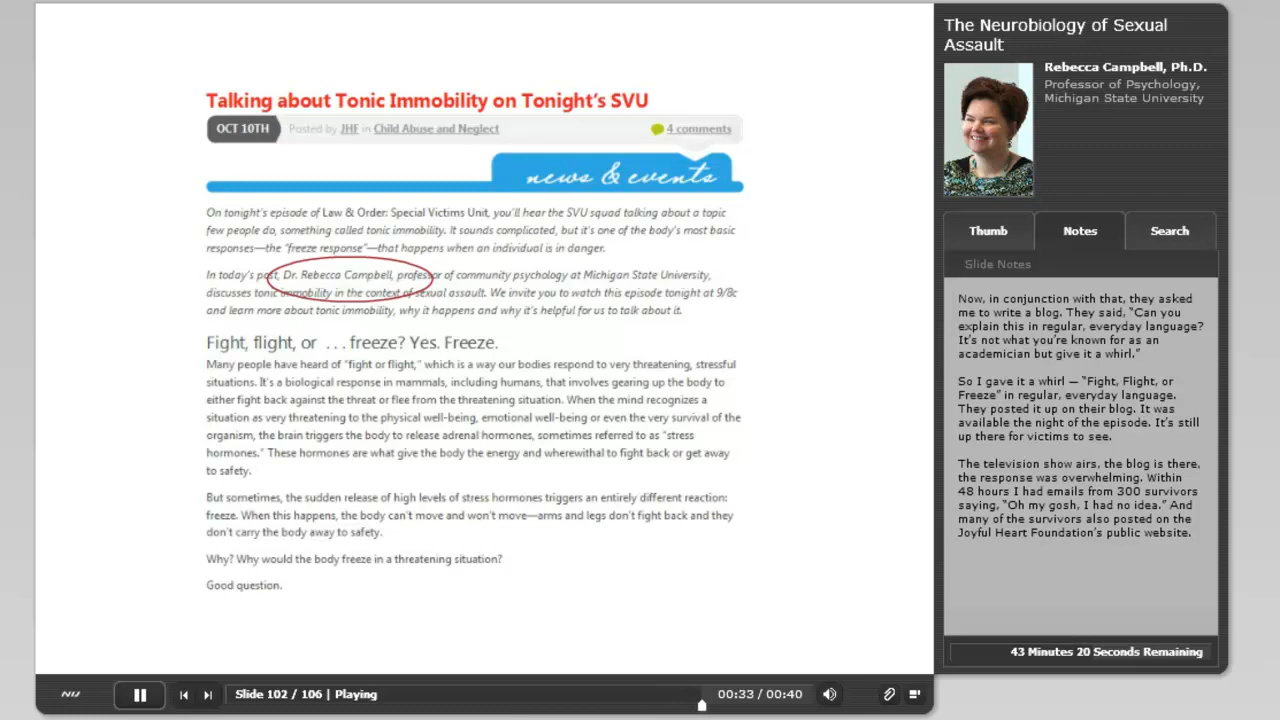 The Neurobiology of Sexual
Assault
Rebecca Campbell, Ph.D.
Professor of Psychology,
Michigan State University
Talking about Tonic Immobility on Tonight's SVU
OCT 10TH Posted by JHF in Child Abuse and Neglect 4 comments
news & events
On tonight's episode of Law & Order: Special Victims Unit, you'll hear the SVU squad talking about a topic
few people do, something called tonic immobility. It sounds complicated, but it's one of the body's most basic
responses—the "freeze response"—that happens when an individual is in danger.
In today's post, Dr. Rebecca Campbell, professor of community psychology at Michigan State University,
discusses tonic immobility in the context of sexual assault. We invite you to watch this episode tonight at 9/8c
and learn more about tonic immobility, why it happens and why it's helpful for us to talk about it.
Fight, flight, or . . . freeze? Yes. Freeze.
Many people have heard of "fight or flight," which is a way our bodies respond to very threatening, stressful
situations. It's a biological response in mammals, including humans, that involves gearing up the body to
either fight back against the threat or flee from the threatening situation. When the mind recognizes a
situation as very threatening to the physical well-being, emotional well-being or even the very survival of the
organism, the brain triggers the body to release adrenal hormones, sometimes referred to as "stress
hormones." These hormones are what give the body the energy and wherewithal to fight back or get away
to safety.
But sometimes, the sudden release of high levels of stress hormones triggers an entirely different reaction:
freeze. When this happens, the body can't move and won't move—arms and legs don't fight back and they
don't carry the body away to safety.
Why? Why would the body freeze in a threatening situation?
Good question.
Thumb Notes Search
Slide Notes
Now, in conjunction with that, they asked
me to write a blog. They said, "Can you
explain this in regular, everyday language?
It's not what you're known for as an
academician but give it a whirl."
So I gave it a whirl — "Fight, Flight, or
Freeze" in regular, everyday language.
They posted it up on their blog. It was
available the night of the episode. It's still
up there for victims to see.
The television show airs, the blog is there,
the response was overwhelming. Within
48 hours I had emails from 300 survivors
saying, "Oh my gosh, I had no idea." And
many of the survivors also posted on the
Joyful Heart Foundation's public website.
43 Minutes 20 Seconds Remaining
NIJ Slide 102 / 106 | Playing 00:33 / 00:40